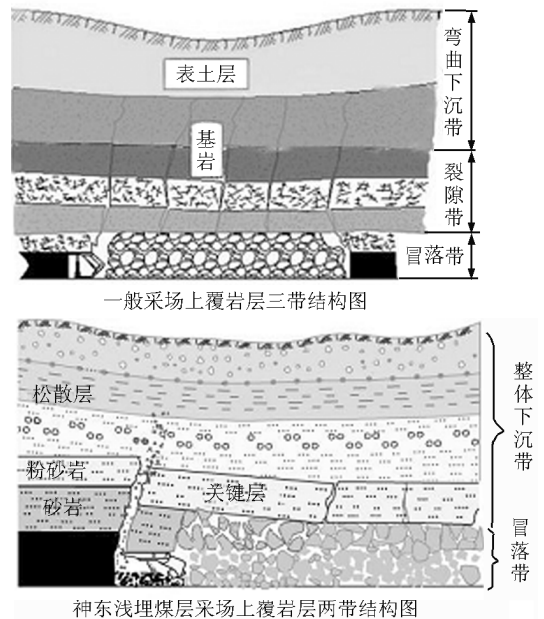 表土层
基岩
弯曲下沉带
裂隙带
冒落带
一般采场上覆岩层三带结构图
松散层
粉砂岩
砂岩
关键层
整体下沉带
冒落带
神东浅埋煤层采场上覆岩层两带结构图